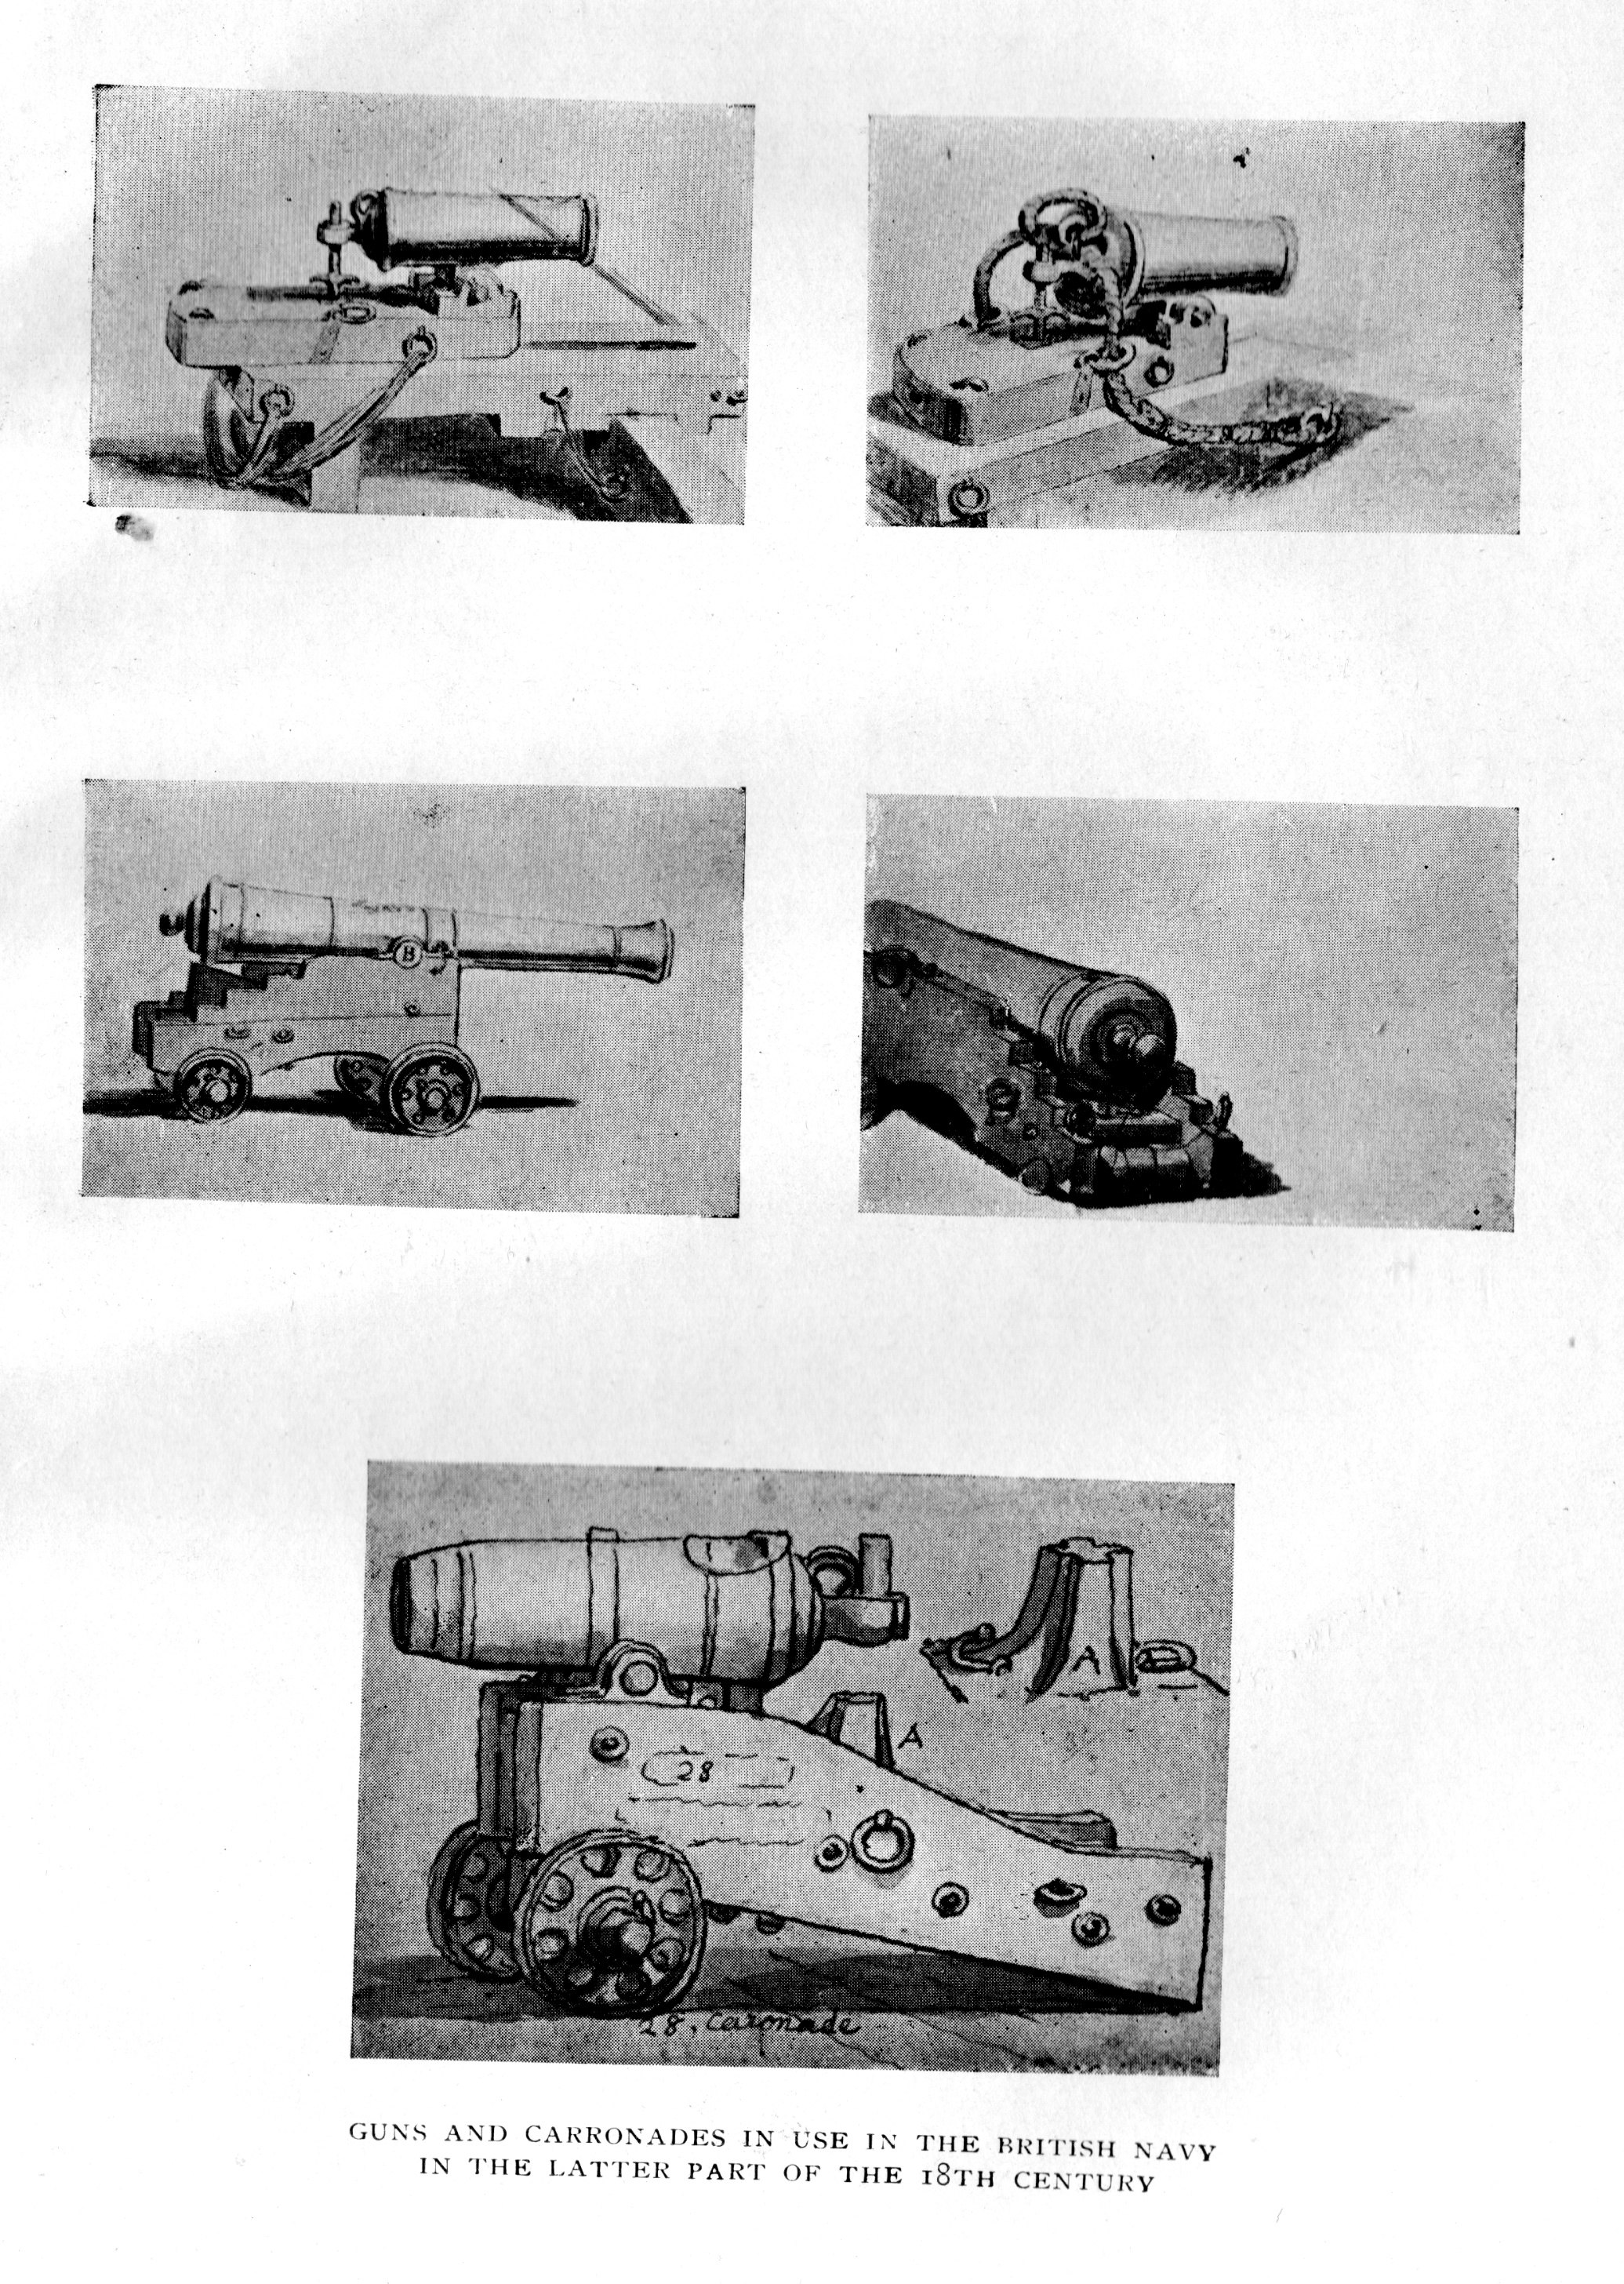 B
A
A
28
28, Caronade
GUNS AND CARRONADES IN USE IN THE BRITISH NAVY
IN THE LATTER PART OF THE 18TH CENTURY